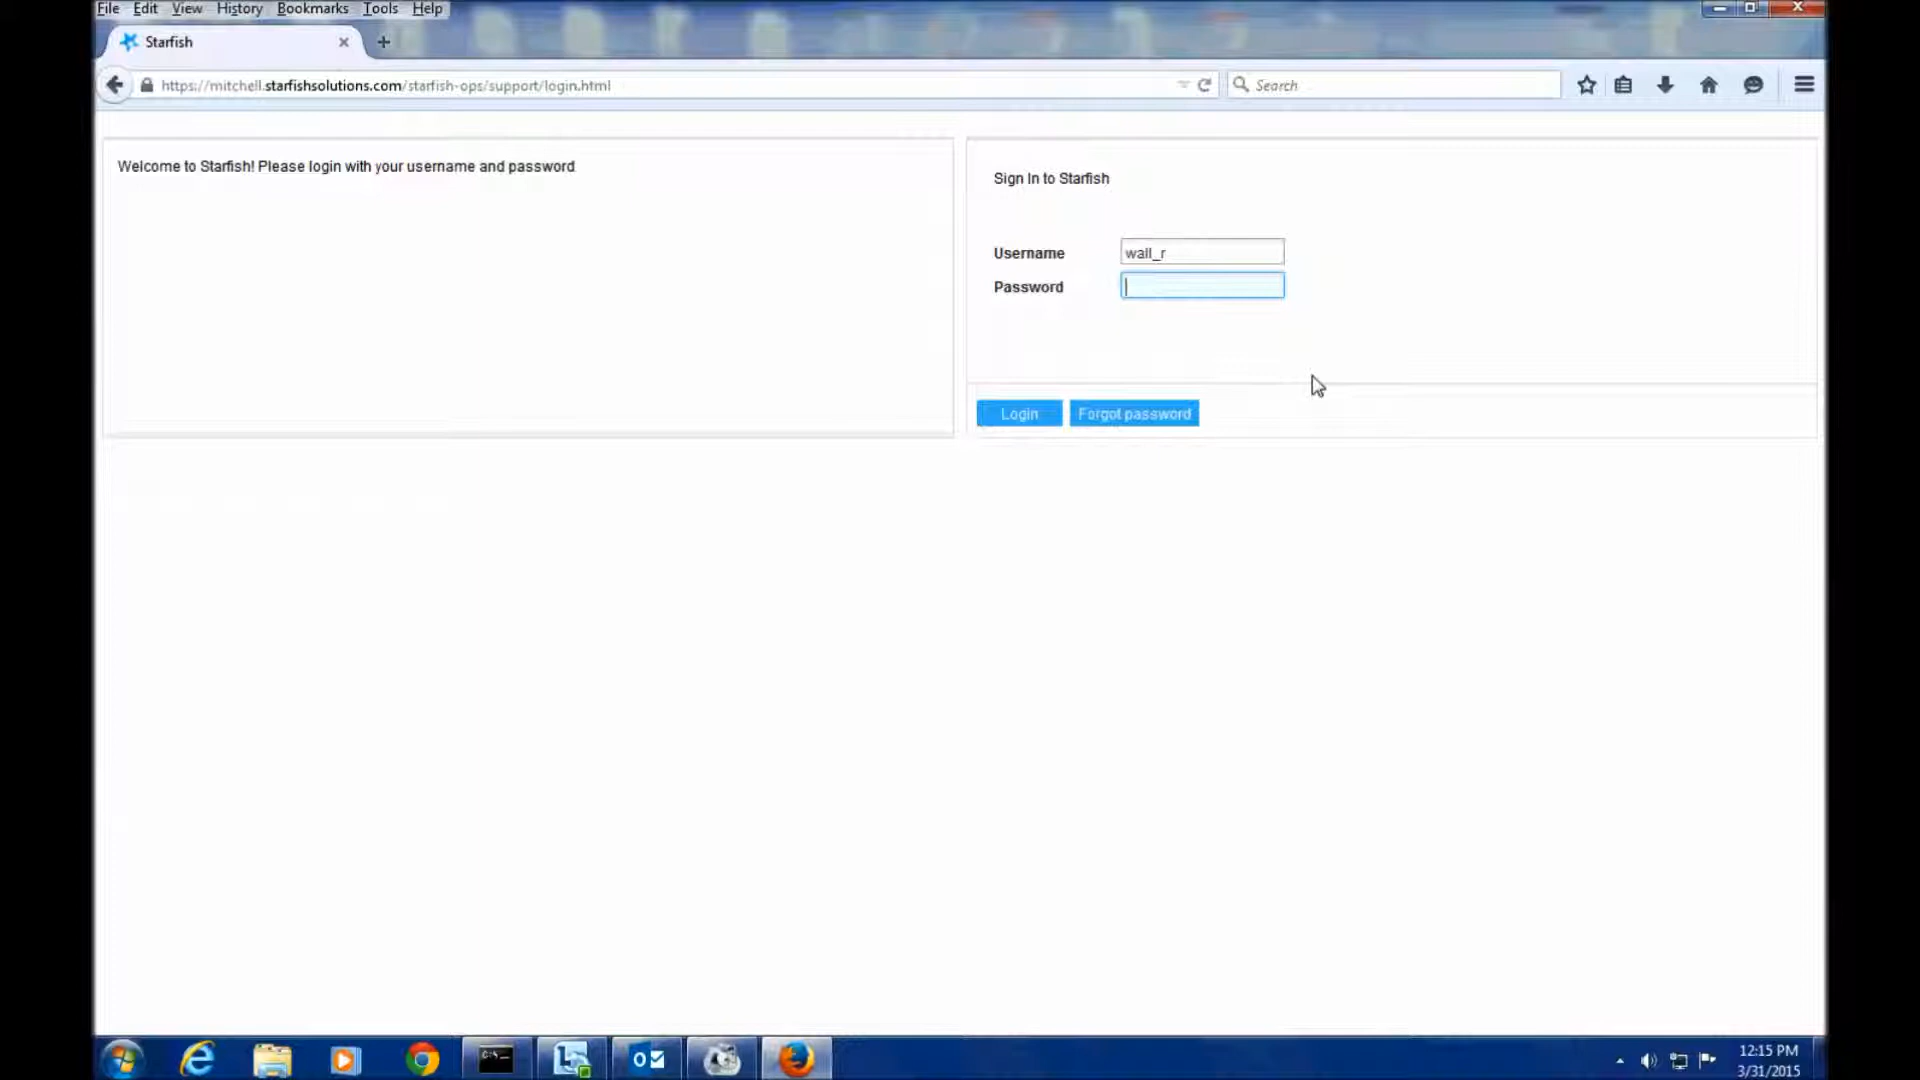 File Edit View History Bookmarks Tools Help
Starfish
https://mitchell.starfishsolutions.com/starfish-ops/support/login.html
Search
Welcome to Starfish! Please login with your username and password
Sign In to Starfish
Username wall_r
Password
Login Forgot password
12:15 PM
3/31/2015